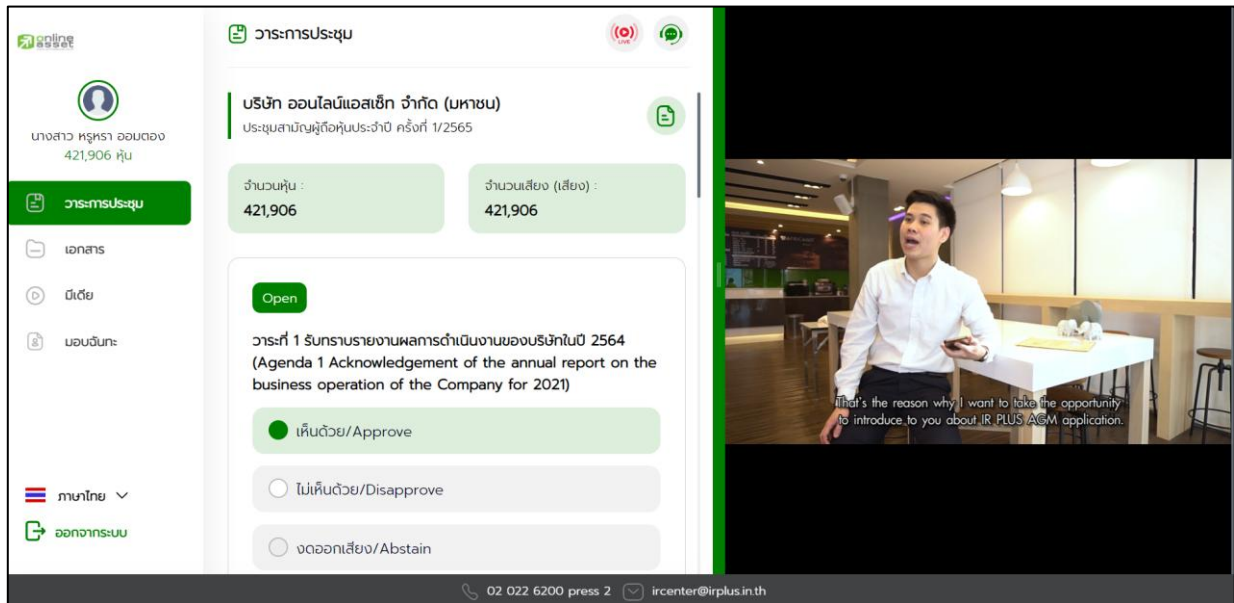 online
asset
นางสาว หรูหรา ออมตอง
421,906 หุ้น
วาระการประชุม
เอกสาร
มีเดีย
มอบฉันทะ
ภาษาไทย
ออกจากระบบ
วาระการประชุม
LIVE
บริษัท ออนไลน์แอสเซ็ท จำกัด (มหาชน)
ประชุมสามัญผู้ถือหุ้นประจำปี ครั้งที่ 1/2565
จำนวนหุ้น :
421,906
จำนวนเสียง (เสียง) :
421,906
Open
วาระที่ 1 รับทราบรายงานผลการดำเนินงานของบริษัทในปี 2564
(Agenda 1 Acknowledgement of the annual report on the
business operation of the Company for 2021)
เห็นด้วย/Approve
ไม่เห็นด้วย/Disapprove
งดออกเสียง/Abstain
That's the reason why I want to take the opportunity
to introduce to you about IR PLUS AGM application.
02 022 6200 press 2 ircenter@irplus.in.th